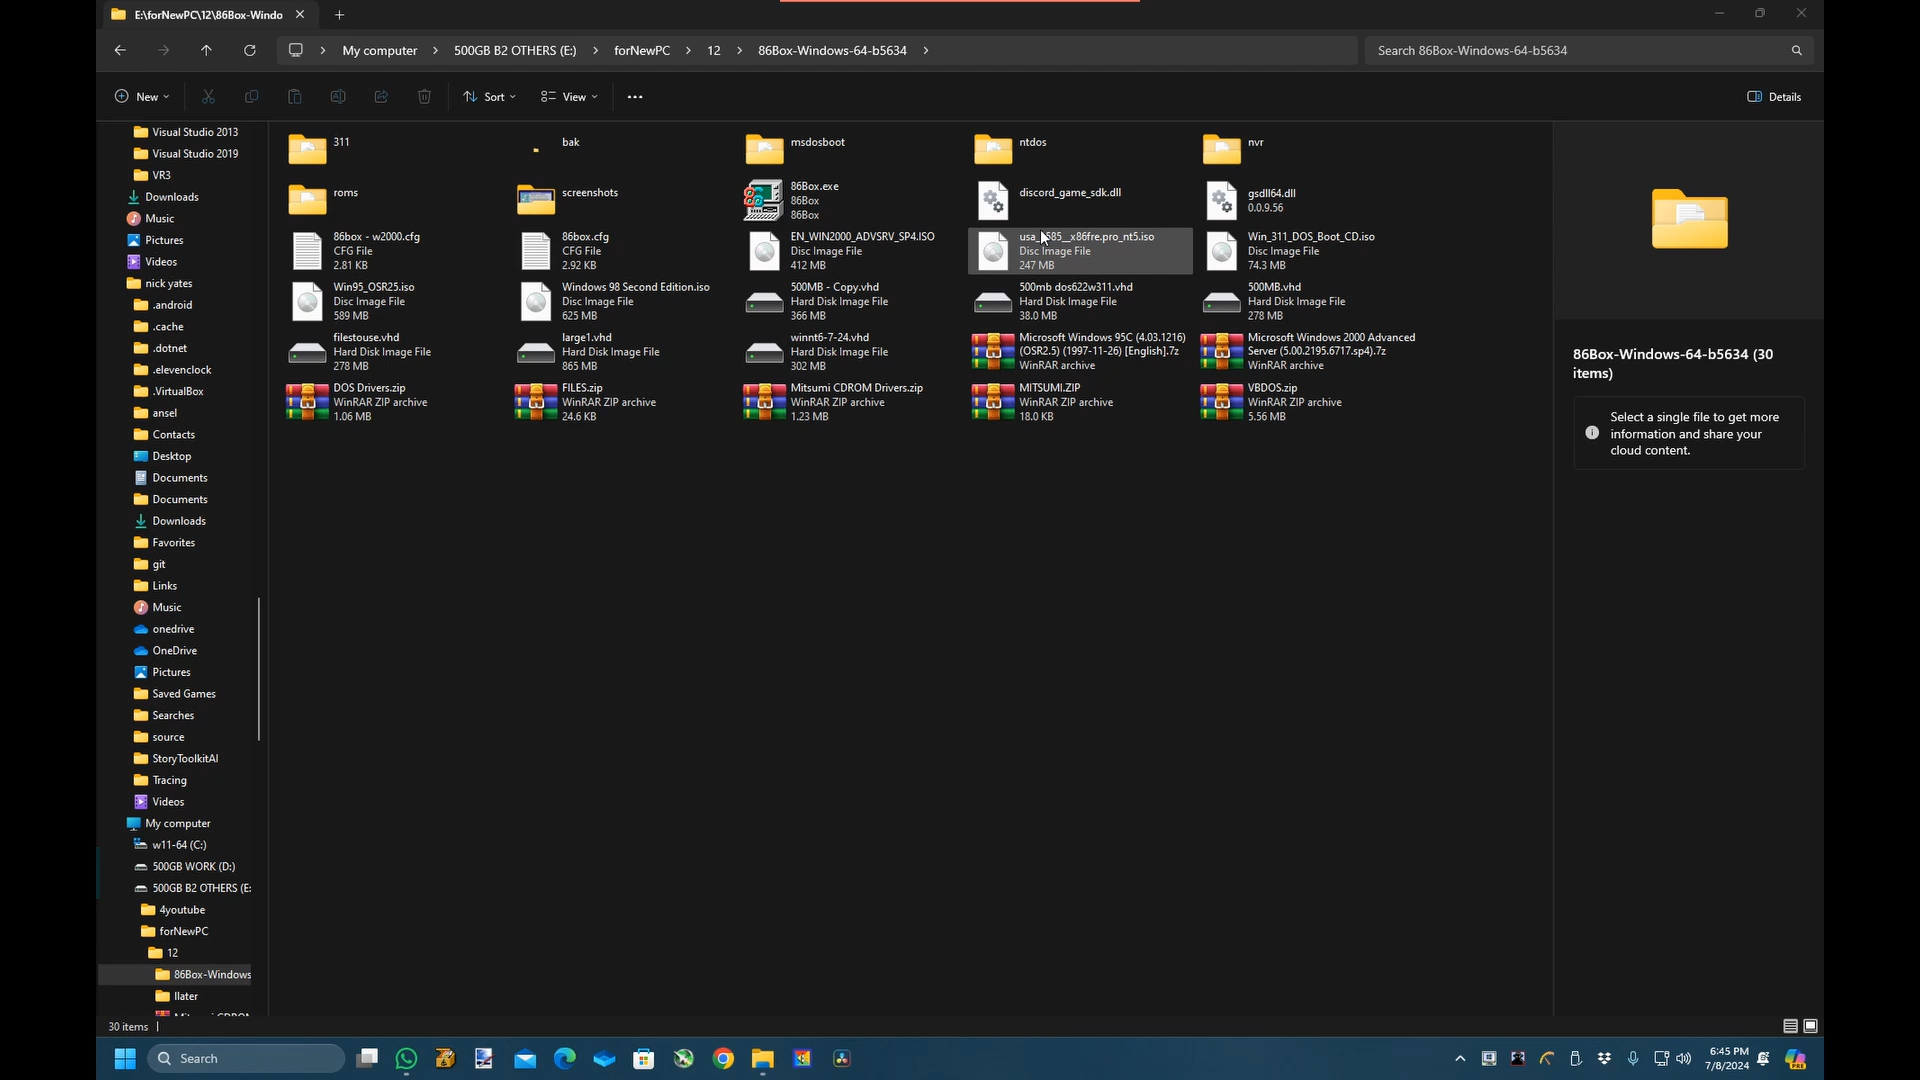 E:\forNewPC\12\86Box-Windo
My computer
500GB B2 OTHERS (E:)
forNewPC
12
86Box-Windows-64-b5634
Search 86Box-Windows-64-b5634
New
Sort
View
Details
Visual Studio 2013
Visual Studio 2019
VR3
Downloads
Music
Pictures
Videos
nick yates
.android
.cache
.dotnet
.elevenclock
.VirtualBox
ansel
Contacts
Desktop
Documents
Documents
Downloads
Favorites
git
Links
Music
onedrive
OneDrive
Pictures
Saved Games
Searches
source
StoryToolkitAI
Tracing
Videos
My computer
w11-64 (C:)
500GB WORK (D:)
500GB B2 OTHERS (E:
4youtube
forNewPC
12
86Box-Windows
llater
311
bak
msdosboot
ntdos
nvr
roms
screenshots
86Box.exe
86Box
86Box
discord_game_sdk.dll
gsdll64.dll
0.0.9.56
86box - w2000.cfg
CFG File
2.81 KB
86box.cfg
CFG File
2.92 KB
EN_WIN2000_ADVSRV_SP4.ISO
Disc Image File
412 MB
Disc Image File
247 MB
Win_311_DOS_Boot_CD.iso
Disc Image File
74.3 MB
Win95_OSR25.iso
Disc Image File
589 MB
Windows 98 Second Edition.iso
Disc Image File
625 MB
500MB - Copy.vhd
Hard Disk Image File
366 MB
500mb dos622w311.vhd
Hard Disk Image File
38.0 MB
500MB.vhd
Hard Disk Image File
278 MB
filestouse.vhd
Hard Disk Image File
278 MB
large1.vhd
Hard Disk Image File
865 MB
winnt6-7-24.vhd
Hard Disk Image File
302 MB
Microsoft Windows 95C (4.03.1216)
(OSR2.5) (1997-11-26) [English].7z
WinRAR archive
Microsoft Windows 2000 Advanced
Server (5.00.2195.6717.sp4).7z
WinRAR archive
DOS Drivers.zip
WinRAR ZIP archive
1.06 MB
FILES.zip
WinRAR ZIP archive
24.6 KB
Mitsumi CDROM Drivers.zip
WinRAR ZIP archive
1.23 MB
MITSUMI.ZIP
WinRAR ZIP archive
18.0 KB
VBDOS.zip
WinRAR ZIP archive
5.56 MB
86Box-Windows-64-b5634 (30
items)
Select a single file to get more
information and share your
cloud content.
30 items
Search
6:45 PM
7/8/2024